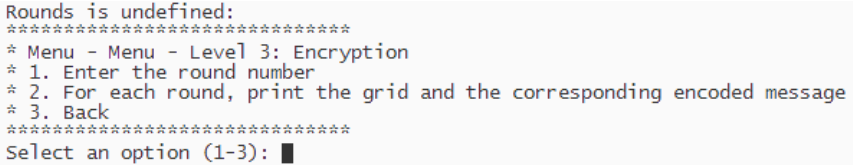 Rounds is undefined:
******************************
* Menu - Menu - Level 3: Encryption
* 1. Enter the round number
* 2. For each round, print the grid and the corresponding encoded message
* 3. Back
******************************
Select an option (1-3):